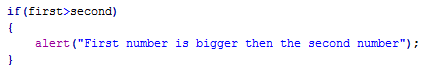 if(first>second)
{
    alert("First number is bigger then the second number");
}